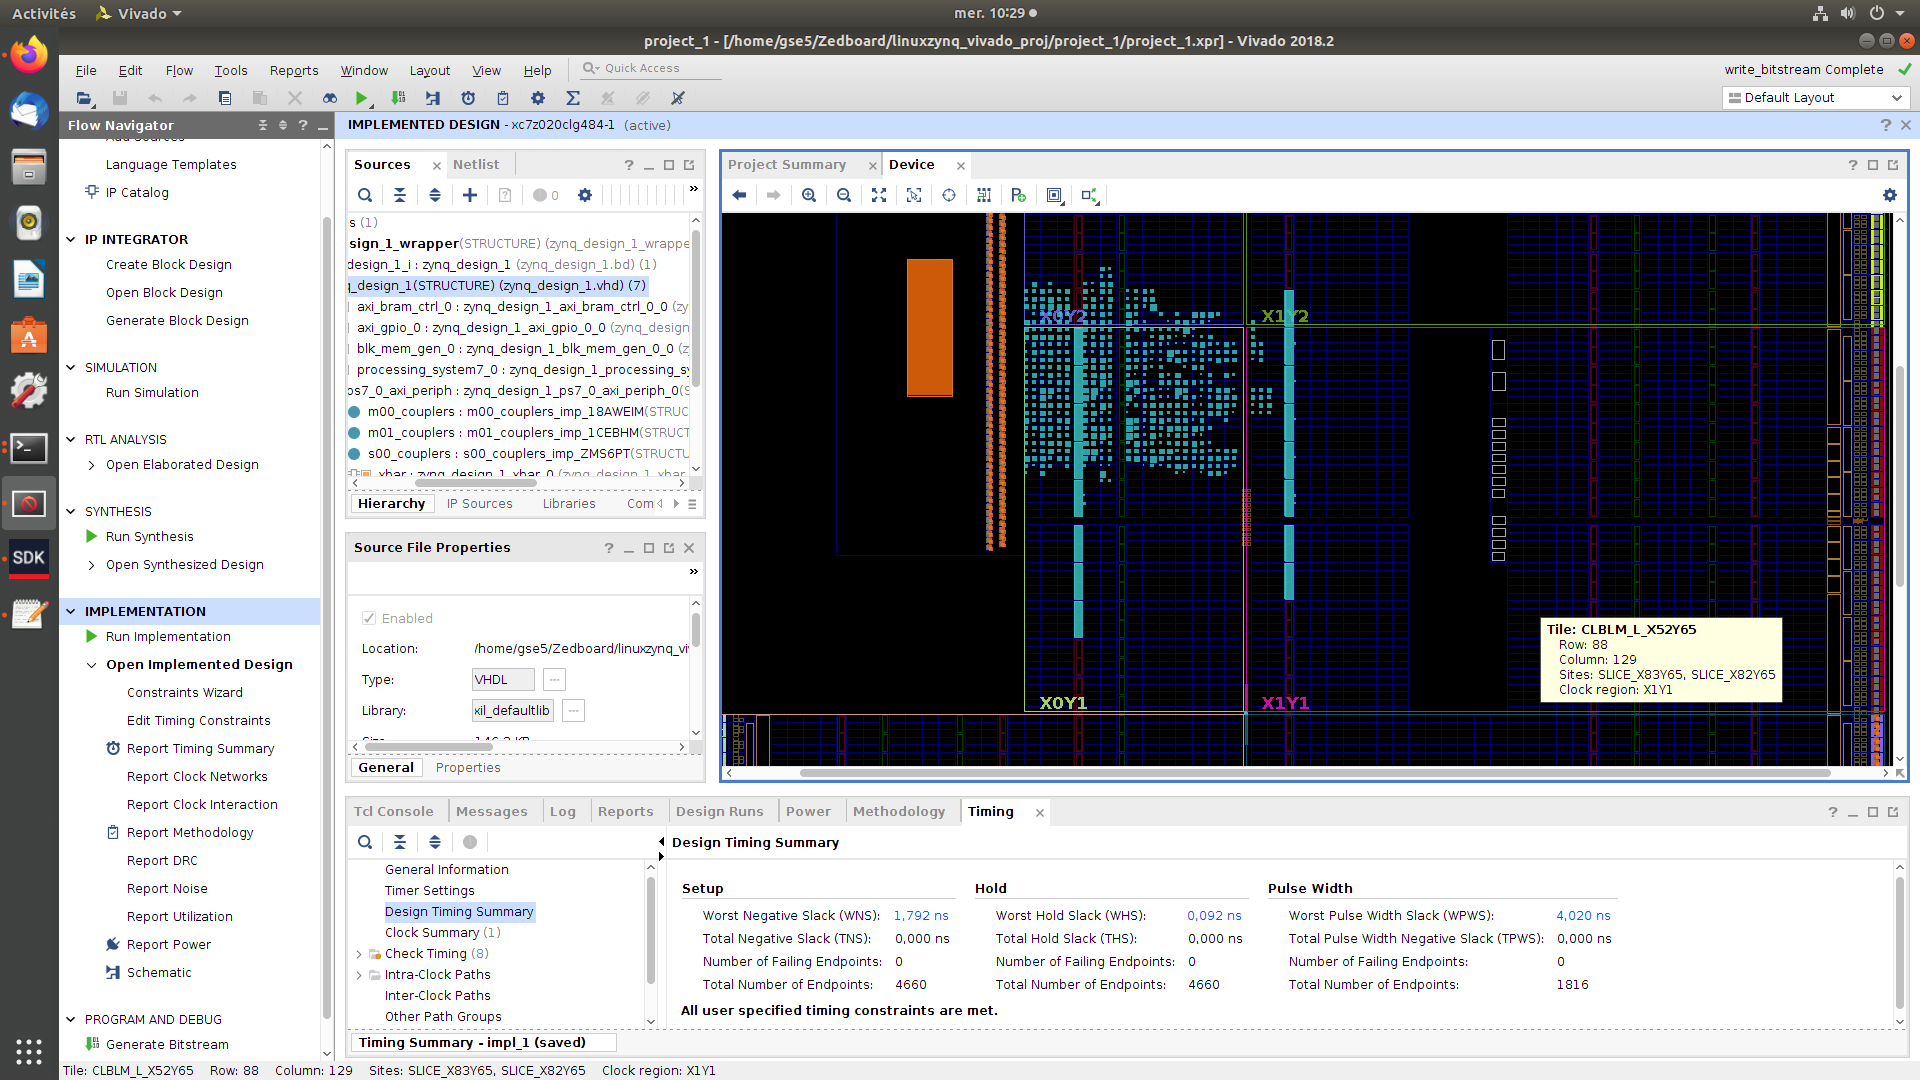 Activités
Vivado
mer. 10:29
project_1 - [/home/gse5/Zedboard/linuxzynq_vivado_proj/project_1/project_1.xpr] - Vivado 2018.2
File Edit Flow Tools Reports Window Layout View Help
Quick Access
write_bitstream Complete
Default Layout
Flow Navigator
IMPLEMENTED DESIGN - xc7z020clg484-1 (active)
Add Sources
Language Templates
IP Catalog
IP INTEGRATOR
Create Block Design
Open Block Design
Generate Block Design
SIMULATION
Run Simulation
RTL ANALYSIS
Open Elaborated Design
SYNTHESIS
Run Synthesis
Open Synthesized Design
IMPLEMENTATION
Run Implementation
Open Implemented Design
Constraints Wizard
Edit Timing Constraints
Report Timing Summary
Report Clock Networks
Report Clock Interaction
Report Methodology
Report DRC
Report Noise
Report Utilization
Report Power
Schematic
PROGRAM AND DEBUG
Generate Bitstream
SDK
Sources
Netlist
0
s (1)
sign_1_wrapper(STRUCTURE) (zynq_design_1_wrappe
design_1_i : zynq_design_1 (zynq_design_1.bd) (1)
q_design_1(STRUCTURE) (zynq_design_1.vhd) (7)
axi_bram_ctrl_0 : zynq_design_1_axi_bram_ctrl_0_0 (zy
axi_gpio_0 : zynq_design_1_axi_gpio_0_0 (zynq_design
blk_mem_gen_0 : zynq_design_1_blk_mem_gen_0_0 (z
processing_system7_0 : zynq_design_1_processing_sy
ps7_0_axi_periph : zynq_design_1_ps7_0_axi_periph_0(S
m00_couplers : m00_couplers_imp_18AWEIM(STRUC
m01_couplers : m01_couplers_imp_1CEBHM(STRUCT
s00_couplers : s00_couplers_imp_ZMS6PT(STRUCTU
xbar : zynq_design_1_xbar_0 (zynq_design_1_xbar
Hierarchy
IP Sources
Libraries
Com
Source File Properties
Enabled
Location: /home/gse5/Zedboard/linuxzynq_vi
Type: VHDL
Library: xil_defaultlib
Size: 146.2 KB
General
Properties
Project Summary
Device
X0Y2
X1Y2
X0Y1
X1Y1
Tile: CLBLM_L_X52Y65
Row: 88
Column: 129
Sites: SLICE_X83Y65, SLICE_X82Y65
Clock region: X1Y1
Tcl Console
Messages
Log
Reports
Design Runs
Power
Methodology
Timing
Design Timing Summary
General Information
Timer Settings
Design Timing Summary
Clock Summary (1)
Check Timing (8)
Intra-Clock Paths
Inter-Clock Paths
Other Path Groups
Setup
Worst Negative Slack (WNS): 1,792 ns
Total Negative Slack (TNS): 0,000 ns
Number of Failing Endpoints: 0
Total Number of Endpoints: 4660
Hold
Worst Hold Slack (WHS): 0,092 ns
Total Hold Slack (THS): 0,000 ns
Number of Failing Endpoints: 0
Total Number of Endpoints: 4660
Pulse Width
Worst Pulse Width Slack (WPWS): 4,020 ns
Total Pulse Width Negative Slack (TPWS): 0,000 ns
Number of Failing Endpoints: 0
Total Number of Endpoints: 1816
All user specified timing constraints are met.
Timing Summary - impl_1 (saved)
Tile: CLBLM_L_X52Y65 Row: 88 Column: 129 Sites: SLICE_X83Y65, SLICE_X82Y65 Clock region: X1Y1